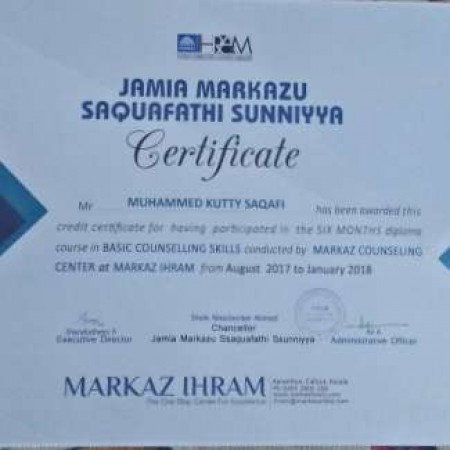 IHRAM
JAMIA MARKAZU
SAQUAFATHI SUNNIYYA
Certificate
Mr MUHAMMED KUTTY SAQAFI has been awarded this
credit certificate for having participated in the SIX MONTHS diploma
course in BASIC COUNSELLING SKILLS conducted by MARKAZ COUNSELING
CENTER at MARKAZ IHRAM from August 2017 to January 2018
Executive Director
Chancellor
Jamia Markazu Ssaquafathi Ssunniyya
Administrative Officer
MARKAZ IHRAM